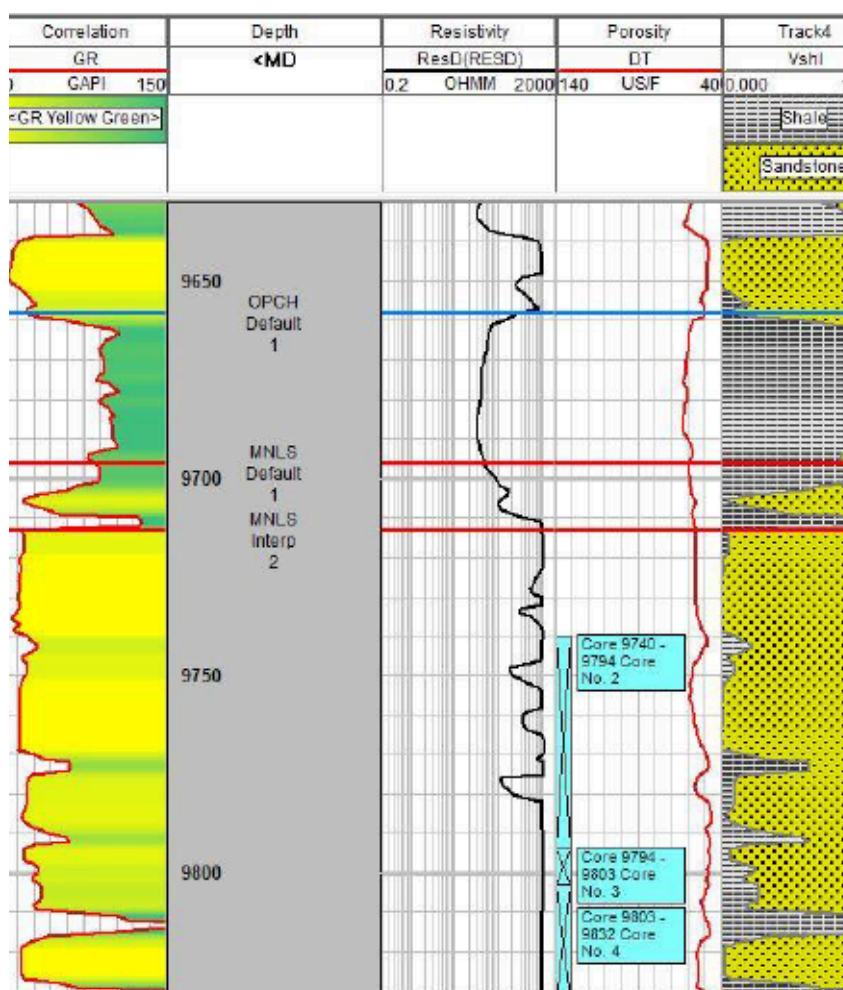 Correlation
Depth
Resistivity
Porosity
Track4
GR
<MD
ResD(RESD)
DT
Vshl
GAPI 150
0.2 OHMM 2000
140 US/F 40
0.000
<GR Yellow Green>
Shale
Sandstone
9650
OPCH
Default
1
MNLS
9700
Default
1
MNLS
Interp
2
Core 9740 -
9794 Core
No. 2
9750
Core 9794 -
9803 Core
No. 3
9800
Core 9803 -
9832 Core
No. 4